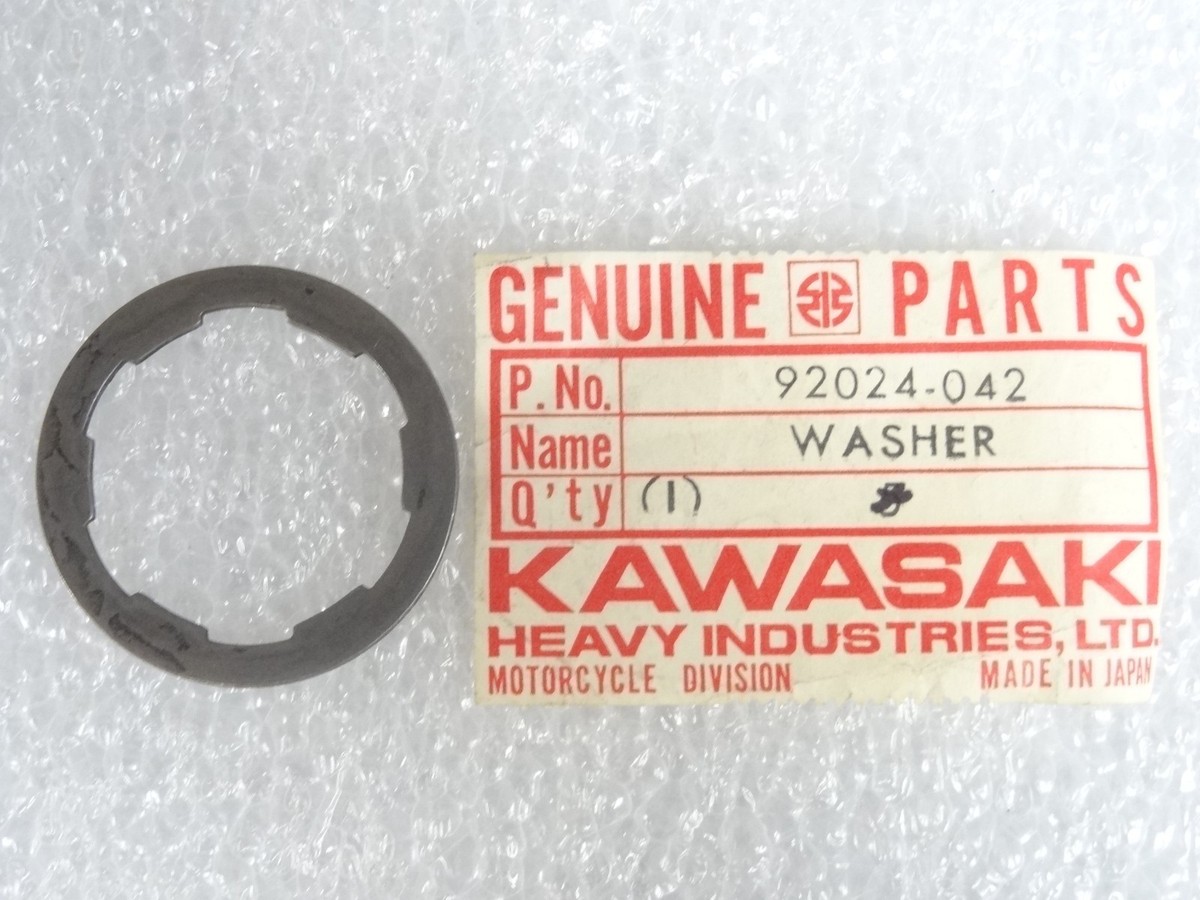 GENUINE PARTS
P.No. 92024-042
Name WASHER
Q'ty (1)
KAWASAKI
HEAVY INDUSTRIES, LTD.
MOTORCYCLE DIVISION MADE IN JAPAN